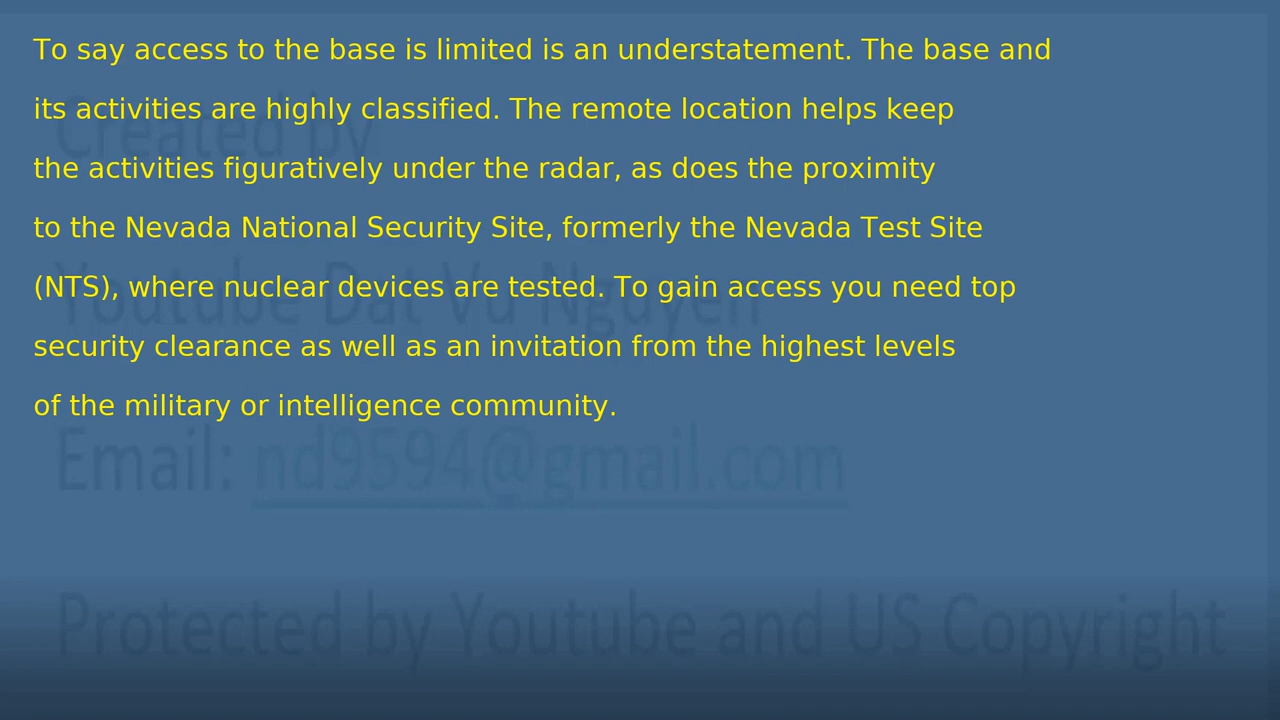 To say access to the base is limited is an understatement. The base and
its activities are highly classified. The remote location helps keep
the activities figuratively under the radar, as does the proximity
to the Nevada National Security Site, formerly the Nevada Test Site
(NTS), where nuclear devices are tested. To gain access you need top
security clearance as well as an invitation from the highest levels
of the military or intelligence community.
Created by
Youtube Dat Vu Nguyen
Email: nd9594@gmail.com
Protected by Youtube and US Copyright